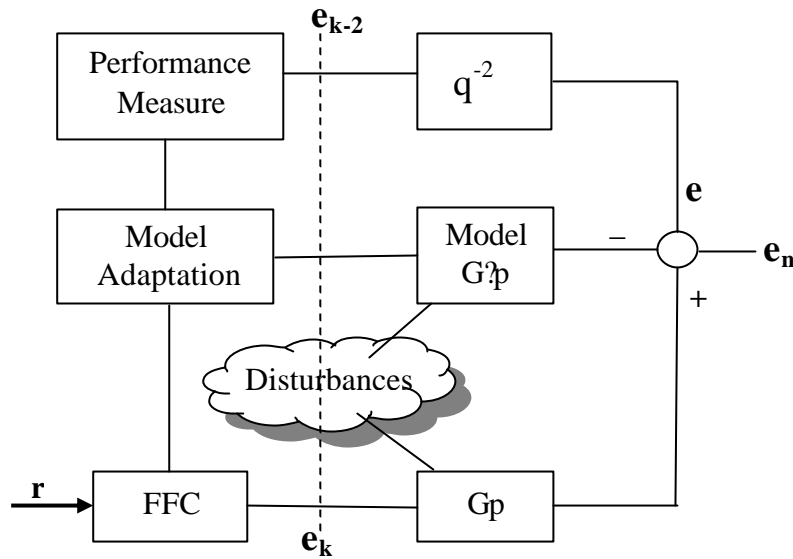 e_{k-2}
Performance
Measure
q^{-2}
e
Model
Adaptation
Model
G?p
–
e_n
+
Disturbances
r
FFC
Gp
e_k